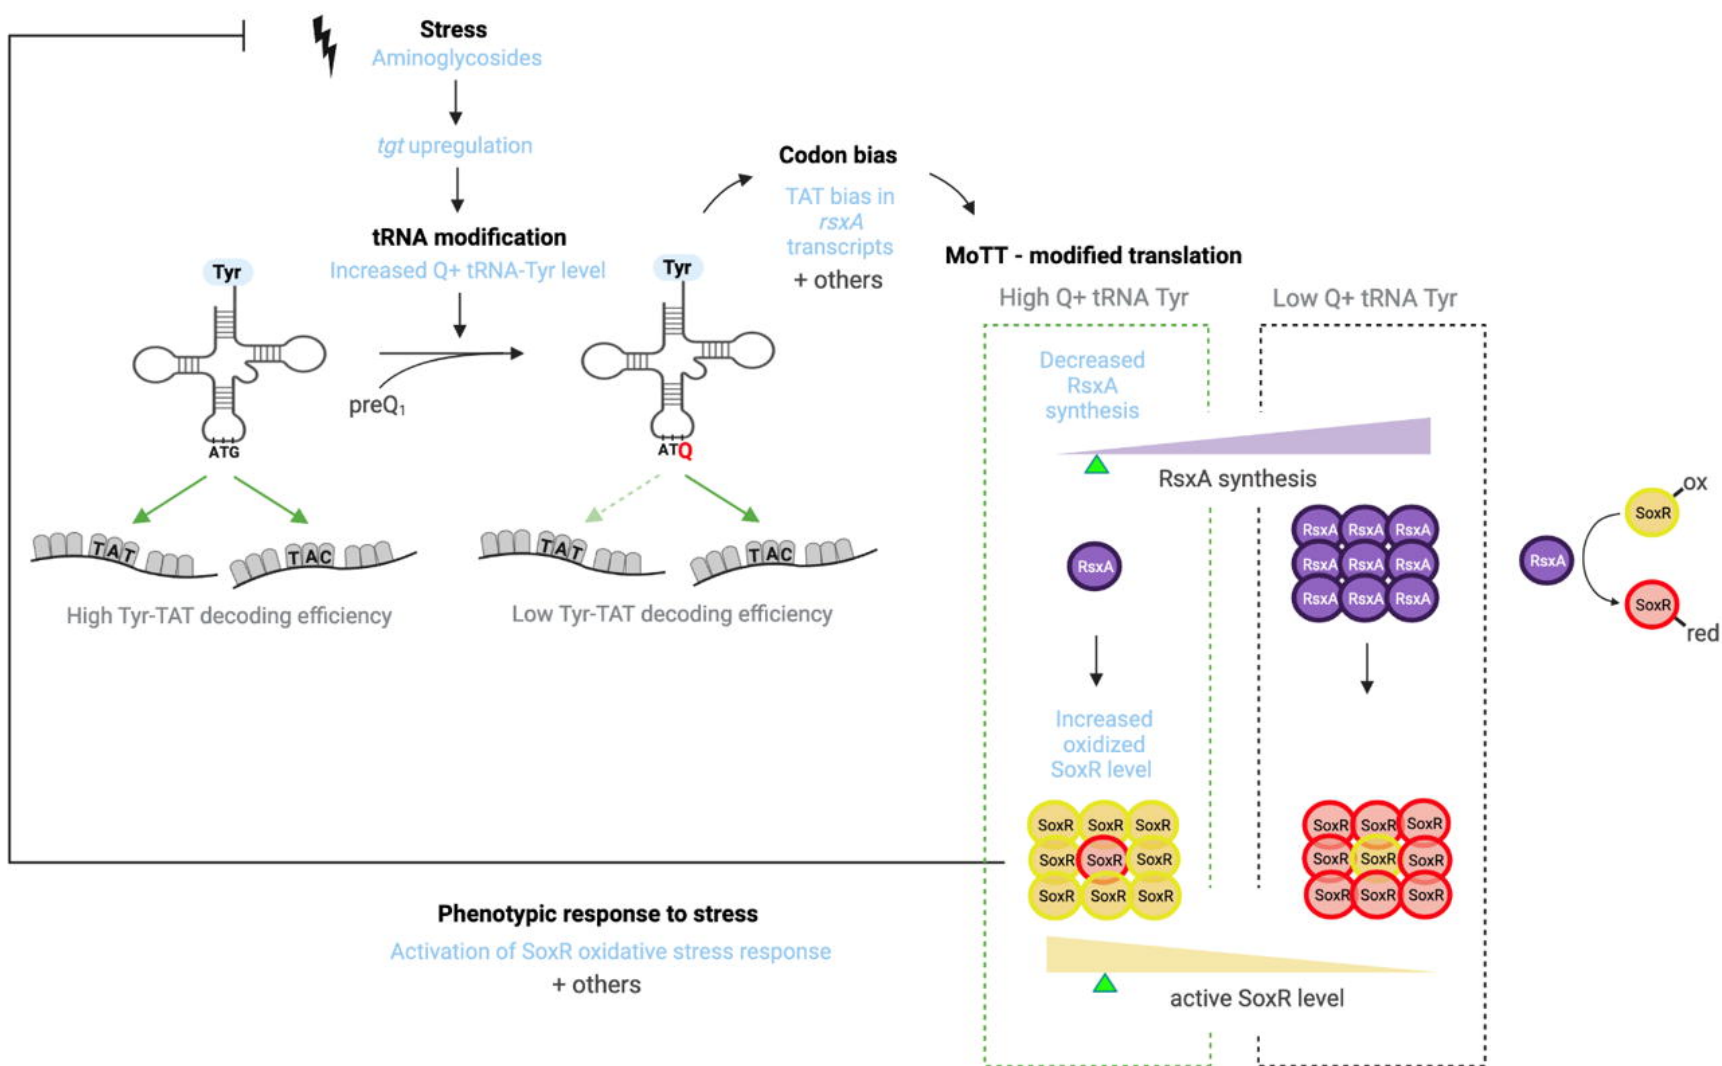 Stress
Aminoglycosides
tgt upregulation
tRNA modification
Increased Q+ tRNA-Tyr level
preQ₁
Tyr
ATG
TAT
TAC
High Tyr-TAT decoding efficiency
Tyr
ATQ
TAT
TAC
Low Tyr-TAT decoding efficiency
Codon bias
TAT bias in
rsxA
transcripts
+ others
MoTT - modified translation
High Q+ tRNA Tyr
Low Q+ tRNA Tyr
Decreased
RsxA
synthesis
RsxA synthesis
RsxA
RsxA RsxA RsxA
RsxA RsxA RsxA
RsxA RsxA RsxA
RsxA
SoxR
ox
SoxR
red
Increased
oxidized
SoxR level
SoxR SoxR SoxR
SoxR SoxR SoxR
SoxR SoxR SoxR
SoxR SoxR SoxR
SoxR SoxR SoxR
SoxR SoxR SoxR
active SoxR level
Phenotypic response to stress
Activation of SoxR oxidative stress response
+ others